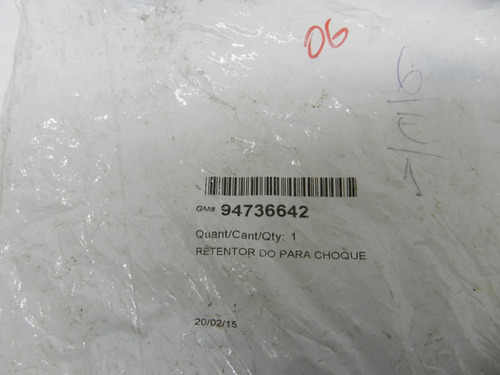 06
GM# 94736642
Quant/Cant/Qty: 1
RETENTOR DO PARA CHOQUE
20/02/15